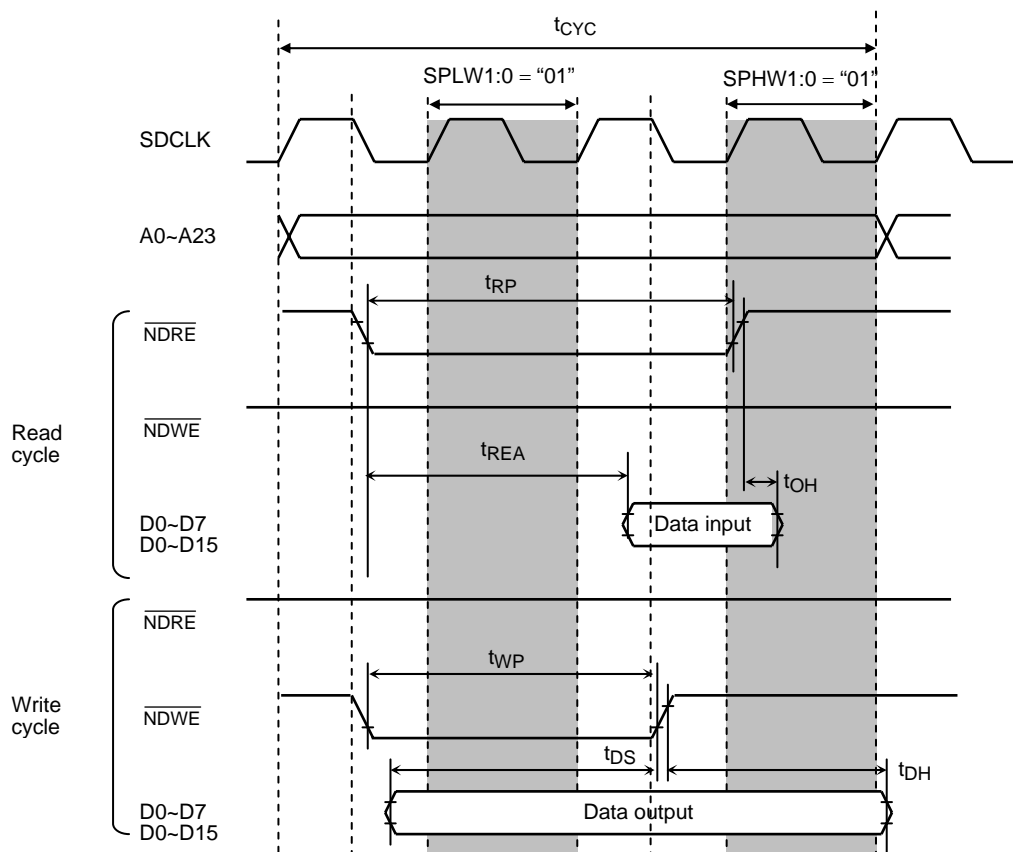 tCYC
SPLW1:0 = “01”
SPHW1:0 = “01”
SDCLK
A0~A23
tRP
NDRE
NDWE
Read
cycle
tREA
tOH
D0~D7
D0~D15
Data input
NDRE
tWP
Write
cycle
NDWE
tDS
tDH
D0~D7
D0~D15
Data output